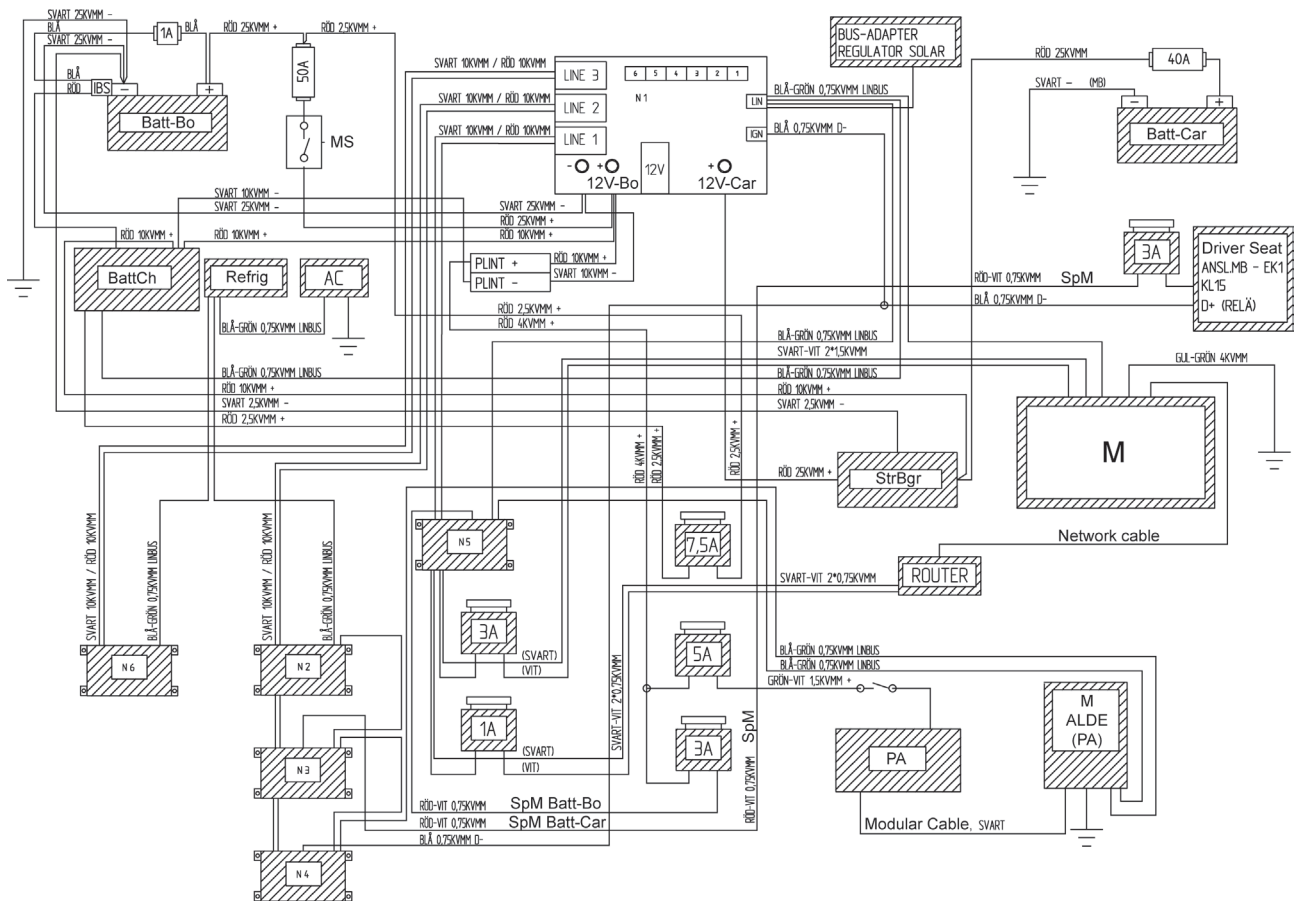 SVART 25KVMM -
BLÅ
SVART 25KVMM -
1A
BLÅ
RÖD 25KVMM +
RÖD 2,5KVMM +
BLÅ
RÖD
IBS
-
+
Batt-Bo
50A
MS
SVART 10KVMM / RÖD 10KVMM
SVART 10KVMM / RÖD 10KVMM
SVART 10KVMM / RÖD 10KVMM
LINE 3
LINE 2
LINE 1
6 5 4 3 2 1
N1
LIN
IGN
- +
12V-Bo
12V
+
12V-Car
BUS-ADAPTER
REGULATOR SOLAR
BLÅ-GRÖN 0,75KVMM LINBUS
BLÅ 0,75KVMM D-
RÖD 25KVMM
40A
SVART - (MB)
-
+
Batt-Car
SVART 10KVMM -
SVART 25KVMM -
SVART 25KVMM -
RÖD 25KVMM +
RÖD 10KVMM +
RÖD 10KVMM +
RÖD 10KVMM +
BattCh
Refrig
AC
BLÅ-GRÖN 0,75KVMM LINBUS
PLINT +
PLINT -
RÖD 10KVMM +
SVART 10KVMM -
3A
RÖD-VIT 0,75KVMM
SpM
BLÅ 0,75KVMM D-
Driver Seat
ANSL.MB - EK1
KL15
D+ (RELÄ)
RÖD 2,5KVMM +
RÖD 4KVMM +
BLÅ-GRÖN 0,75KVMM LINBUS
SVART-VIT 2*1,5KVMM
GUL-GRÖN 4KVMM
BLÅ-GRÖN 0,75KVMM LINBUS
BLÅ-GRÖN 0,75KVMM LINBUS
RÖD 10KVMM +
RÖD 10KVMM +
SVART 2,5KVMM -
SVART 2,5KVMM -
RÖD 2,5KVMM +
RÖD 4KVMM +
RÖD 2,5KVMM +
RÖD 2,5KVMM +
RÖD 25KVMM +
StrBgr
M
Network cable
ROUTER
SVART-VIT 2*0,75KVMM
SVART 10KVMM / RÖD 10KVMM
BLÅ-GRÖN 0,75KVMM LINBUS
SVART 10KVMM / RÖD 10KVMM
BLÅ-GRÖN 0,75KVMM LINBUS
N5
7,5A
3A
(SVART)
(VIT)
5A
BLÅ-GRÖN 0,75KVMM LINBUS
BLÅ-GRÖN 0,75KVMM LINBUS
GRÖN-VIT 1,5KVMM +
N6
N2
SVART-VIT 2*0,75KVMM
1A
(SVART)
(VIT)
3A
SpM
RÖD-VIT 0,75KVMM
PA
M
ALDE
(PA)
N3
RÖD-VIT 0,75KVMM
SpM Batt-Bo
RÖD-VIT 0,75KVMM
SpM Batt-Car
BLÅ 0,75KVMM D-
Modular Cable, SVART
N4